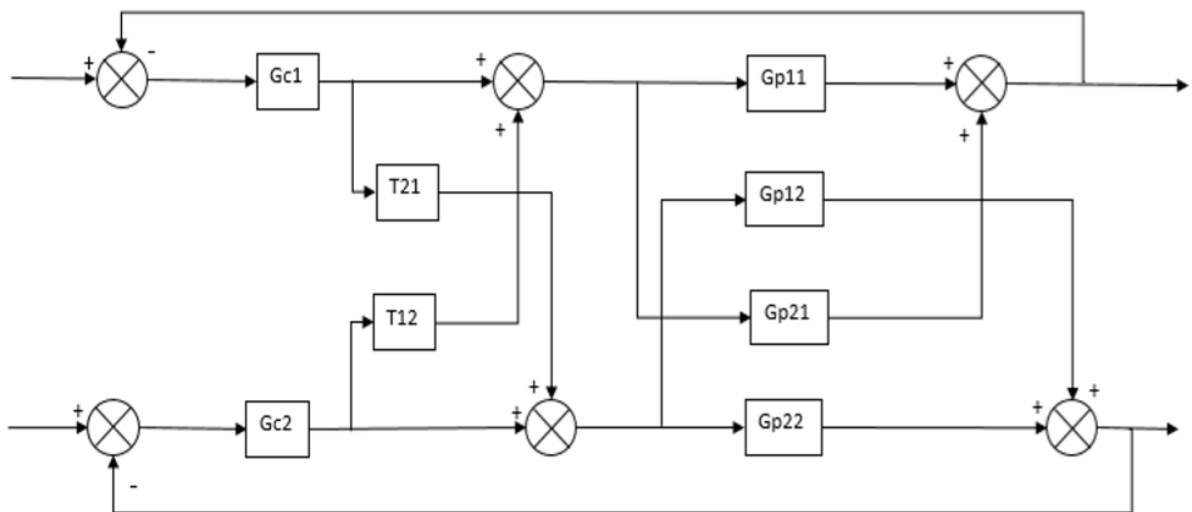 -
+ + +
Gc1 Gp11
+ +
T21 Gp12
T12 Gp21
+ +
+ + +
Gc2 Gp22
-